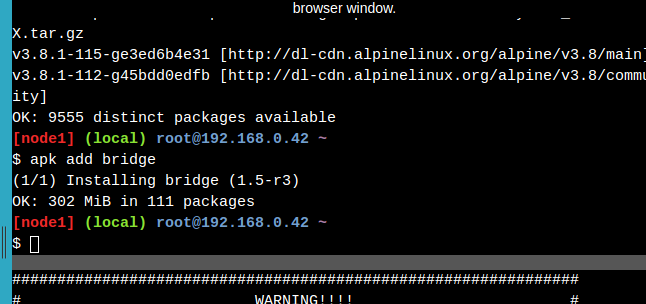 browser window.
X.tar.gz
v3.8.1-115-ge3ed6b4e31 [http://dl-cdn.alpinelinux.org/alpine/v3.8/main]
v3.8.1-112-g45bdd0edfb [http://dl-cdn.alpinelinux.org/alpine/v3.8/commu
ity]
OK: 9555 distinct packages available
[node1] (local) root@192.168.0.42 ~
$ apk add bridge
(1/1) Installing bridge (1.5-r3)
OK: 302 MiB in 111 packages
[node1] (local) root@192.168.0.42 ~
$
###############################################################
# WARNING!!!! #